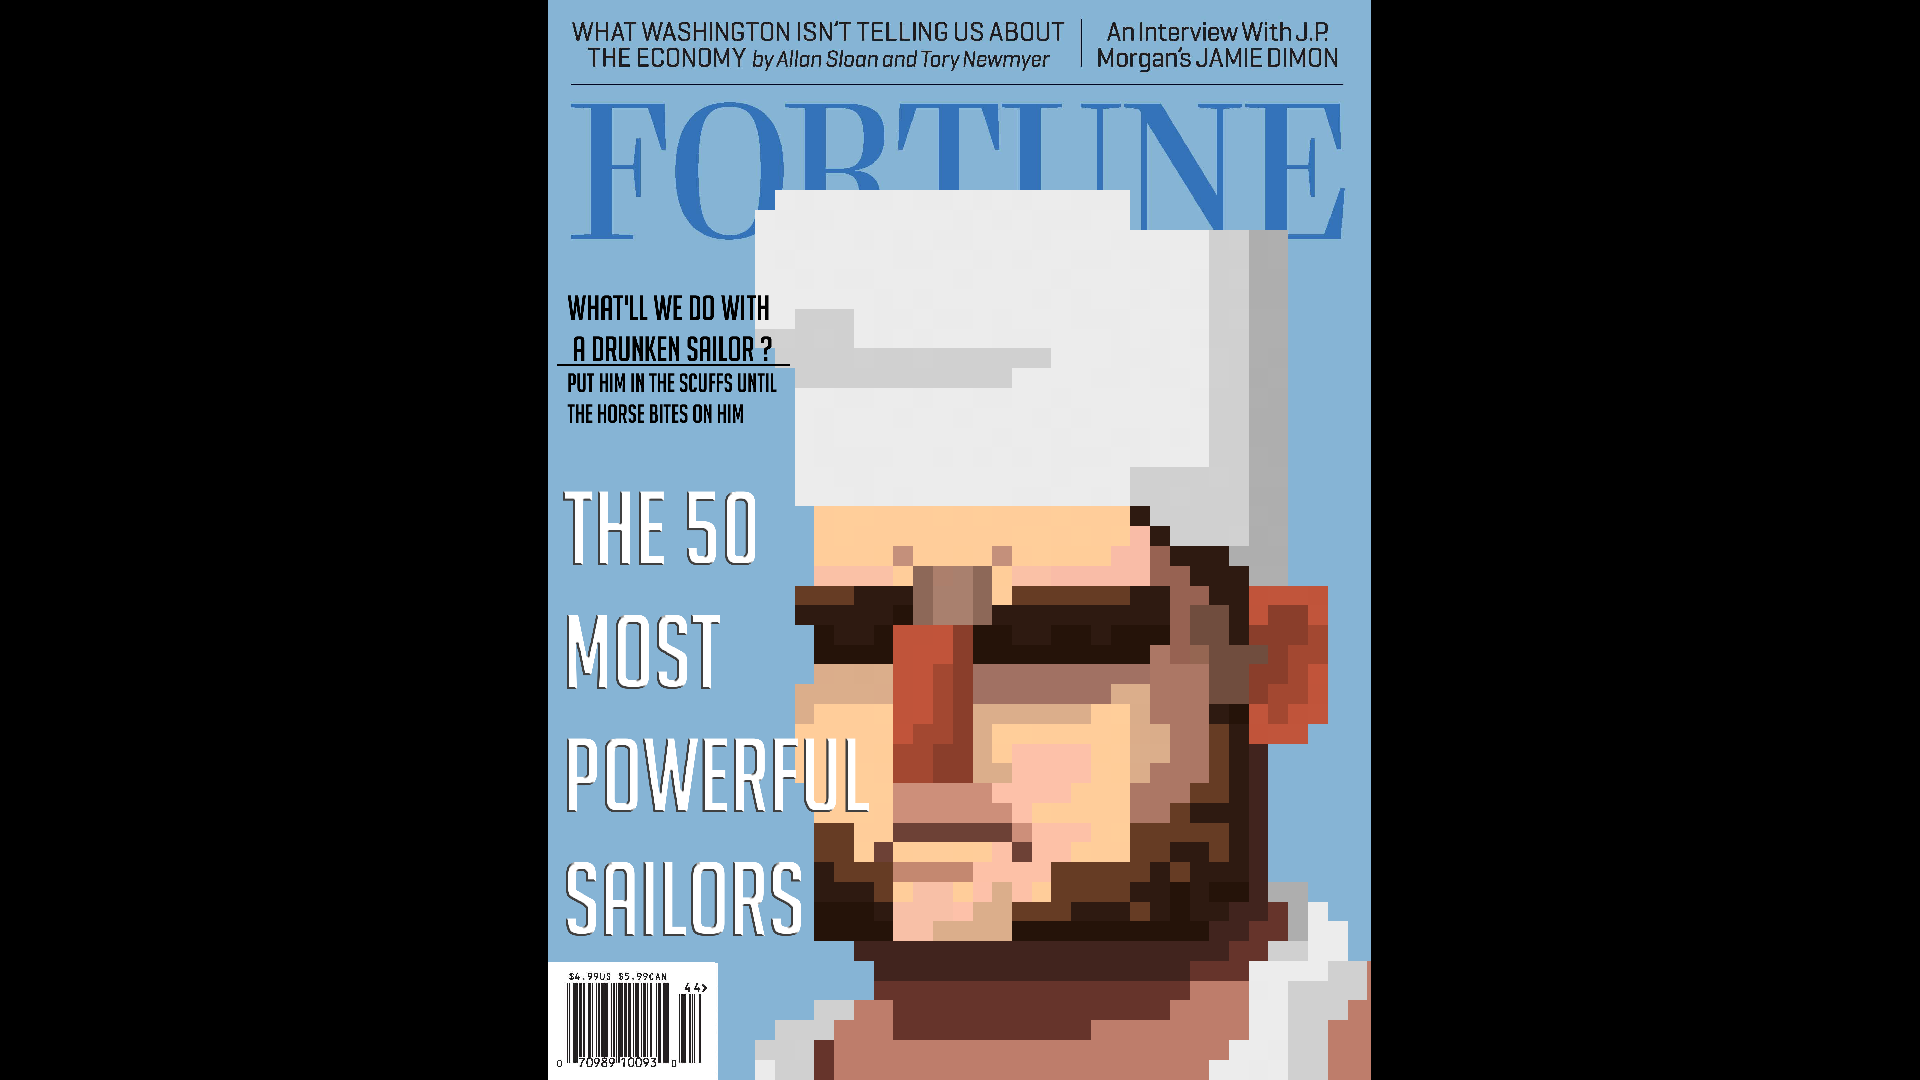 WHAT WASHINGTON ISN'T TELLING US ABOUT
THE ECONOMY by Allan Sloan and Tory Newmyer
An Interview With J.P.
Morgan's JAMIE DIMON
FORTUNE
WHAT'LL WE DO WITH
A DRUNKEN SAILOR ?
PUT HIM IN THE SCUFFS UNTIL
THE HORSE BITES ON HIM
THE 50
MOST
POWERFUL
SAILORS
$4.99US $5.99CAN
44>
0 70989 10093 0